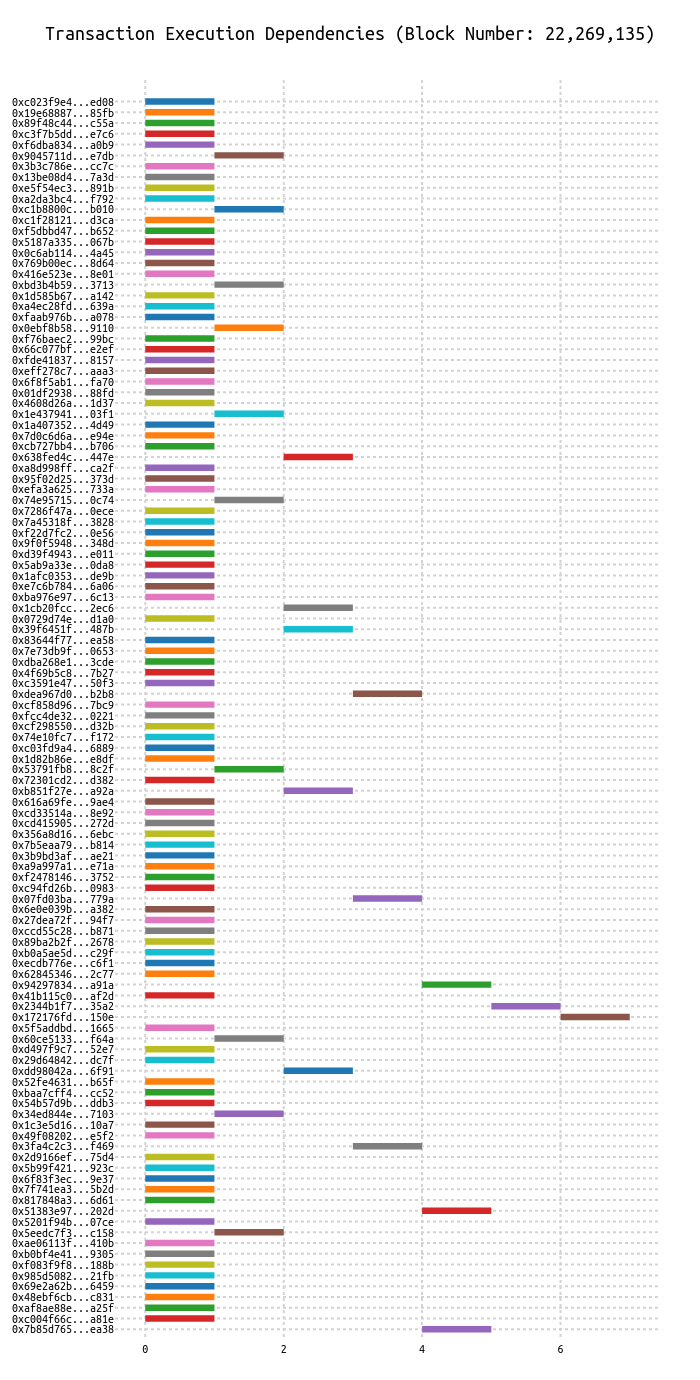 Transaction Execution Dependencies (Block Number: 22,269,135)
0xc023f9e4...ed08
0x19e68887...85fb
0x89f48c44...c55a
0xc3f7b5dd...e7c6
0xf6dba834...a0b9
0x9045711d...e7db
0x3b3c786e...cc7c
0x13be08d4...7a3d
0xe5f54ec3...891b
0xa2da3bc4...f792
0xc1b8800c...b010
0xc1f28121...d3ca
0xf5dbbd47...b652
0x5187a335...067b
0x0c6ab114...4a45
0x769b00ec...8d64
0x416e523e...8e01
0xbd3b4b59...3713
0x1d585b67...a142
0xa4ec28fd...639a
0xfaab976b...a078
0x0ebf8b58...9110
0xf76baec2...99bc
0x66c077bf...e2ef
0xfde41837...8157
0xeff278c7...aaa3
0x6f8f5ab1...fa70
0x01df2938...88fd
0x4608d26a...1d37
0x1e437941...03f1
0x1a407352...4d49
0x7d0c6d6a...e94e
0xcb727bb4...b706
0x638fed4c...447e
0xa8d998ff...ca2f
0x95f02d25...373d
0xefa3a625...733a
0x74e95715...0c74
0x7286f47a...0ece
0x7a45318f...3828
0xf22d7fc2...0e56
0x9f0f5948...348d
0xd39f4943...e011
0x5ab9a33e...0da8
0x1afc0353...de9b
0xe7c6b784...6a06
0xba976e97...6c13
0x1cb20fcc...2ec6
0x0729d74e...d1a0
0x39f6451f...487b
0x83644f77...ea58
0x7e73db9f...0653
0xdba268e1...3cde
0x4f69b5c8...7b27
0xc3591e47...50f3
0xdea967d0...b2b8
0xcf858d96...7bc9
0xfcc4de32...0221
0xcf298550...d32b
0x74e10fc7...f172
0xc03fd9a4...6889
0x1d82b86e...e8df
0x53791fb8...8c2f
0x72301cd2...d382
0xb851f27e...a92a
0x616a69fe...9ae4
0xcd33514a...8e92
0xcd415905...272d
0x356a8d16...6ebc
0x7b5eaa79...b814
0x3b9bd3af...ae21
0xa9a997a1...e71a
0xf2478146...3752
0xc94fd26b...0983
0x07fd03ba...779a
0x6e0e039b...a382
0x27dea72f...94f7
0xccd55c28...b871
0x89ba2b2f...2678
0xb0a5ae5d...c29f
0xecdb776e...c6f1
0x62845346...2c77
0x94297834...a91a
0x41b115c0...af2d
0x2344b1f7...35a2
0x172176fd...150e
0x5f5addbd...1665
0x60ce5133...f64a
0xd497f9c7...52e7
0x29d64842...dc7f
0xdd98042a...6f91
0x52fe4631...b65f
0xbaa7cff4...cc52
0x54b57d9b...ddb3
0x34ed844e...7103
0x1c3e5d16...10a7
0x49f08202...e5f2
0x3fa4c2c3...f469
0x2d9166ef...75d4
0x5b99f421...923c
0x6f83f3ec...9e37
0x7f741ea3...5b2d
0x817848a3...6d61
0x51383e97...202d
0x5201f94b...07ce
0x5eedc7f3...c158
0xae06113f...410b
0xb0bf4e41...9305
0xf083f9f8...188b
0x985d5082...21fb
0x69e2a62b...6459
0x48ebf6cb...c831
0xaf8ae88e...a25f
0xc004f66c...a81e
0x7b85d765...ea38
0 2 4 6